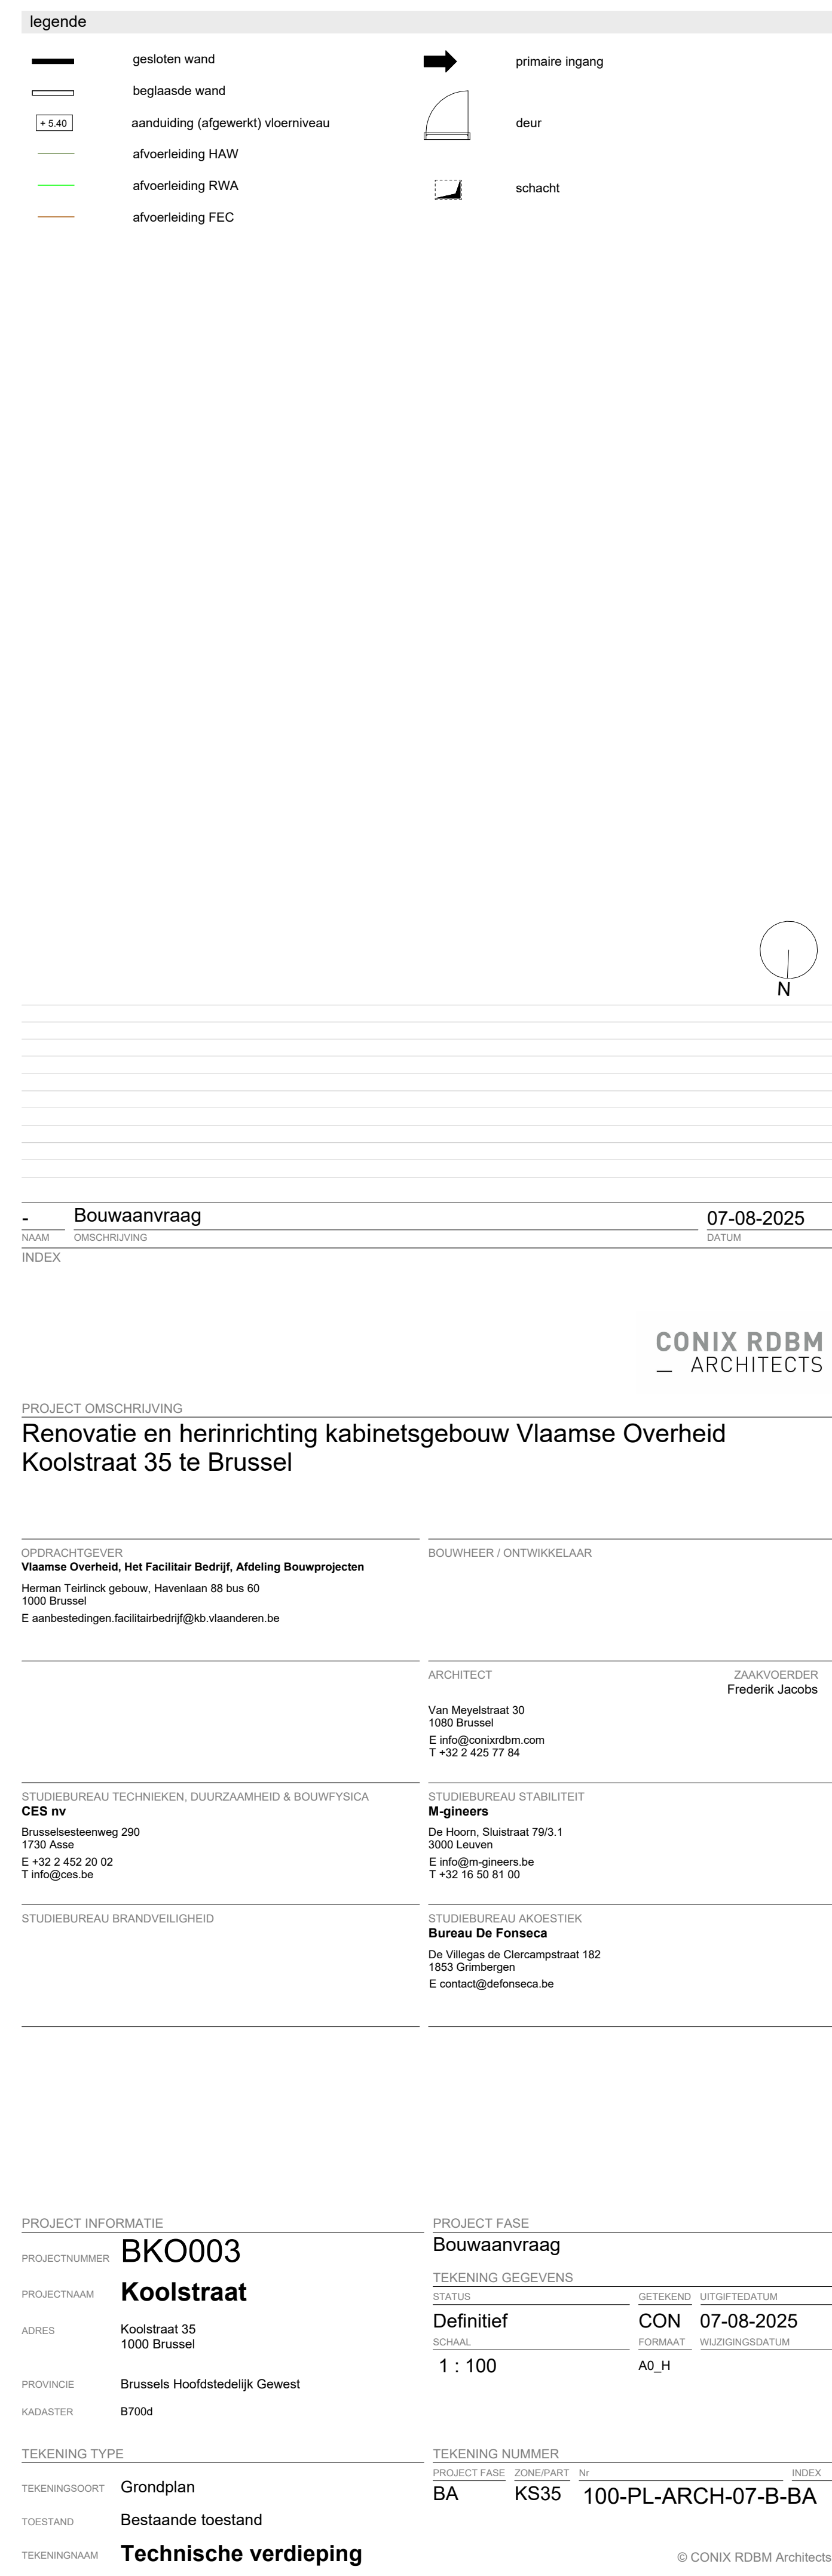 legende
gesloten wand
primaire ingang
beglaasde wand
+ 5.40
aanduiding (afgewerkt) vloerniveau
deur
afvoerleiding HAW
afvoerleiding RWA
schacht
afvoerleiding FEC
N
- Bouwaanvraag 07-08-2025
NAAM OMSCHRIJVING DATUM
INDEX
CONIX RDBM
_ ARCHITECTS
PROJECT OMSCHRIJVING
Renovatie en herinrichting kabinetsgebouw Vlaamse Overheid
Koolstraat 35 te Brussel
OPDRACHTGEVER
Vlaamse Overheid, Het Facilitair Bedrijf, Afdeling Bouwprojecten
Herman Teirlinck gebouw, Havenlaan 88 bus 60
1000 Brussel
E aanbestedingen.facilitairbedrijf@kb.vlaanderen.be
BOUWHEER / ONTWIKKELAAR
ARCHITECT
ZAAKVOERDER
Frederik Jacobs
Van Meyelstraat 30
1080 Brussel
E info@conixrdbm.com
T +32 2 425 77 84
STUDIEBUREAU TECHNIEKEN, DUURZAAMHEID & BOUWFYSICA
CES nv
Brusselsesteenweg 290
1730 Asse
E +32 2 452 20 02
T info@ces.be
STUDIEBUREAU STABILITEIT
M-gineers
De Hoorn, Sluistraat 79/3.1
3000 Leuven
E info@m-gineers.be
T +32 16 50 81 00
STUDIEBUREAU BRANDVEILIGHEID
STUDIEBUREAU AKOESTIEK
Bureau De Fonseca
De Villegas de Clercampstraat 182
1853 Grimbergen
E contact@defonseca.be
PROJECT INFORMATIE
PROJECTNUMMER BKO003
PROJECTNAAM Koolstraat
ADRES Koolstraat 35
1000 Brussel
PROVINCIE Brussels Hoofdstedelijk Gewest
KADASTER B700d
PROJECT FASE
Bouwaanvraag
TEKENING GEGEVENS
STATUS GETEKEND UITGIFTEDATUM
Definitief CON 07-08-2025
SCHAAL FORMAAT WIJZIGINGSDATUM
1 : 100 A0_H
TEKENING TYPE
TEKENINGSOORT Grondplan
TOESTAND Bestaande toestand
TEKENINGNAAM Technische verdieping
TEKENING NUMMER
PROJECT FASE ZONE/PART Nr INDEX
BA KS35 100-PL-ARCH-07-B-BA
© CONIX RDBM Architects